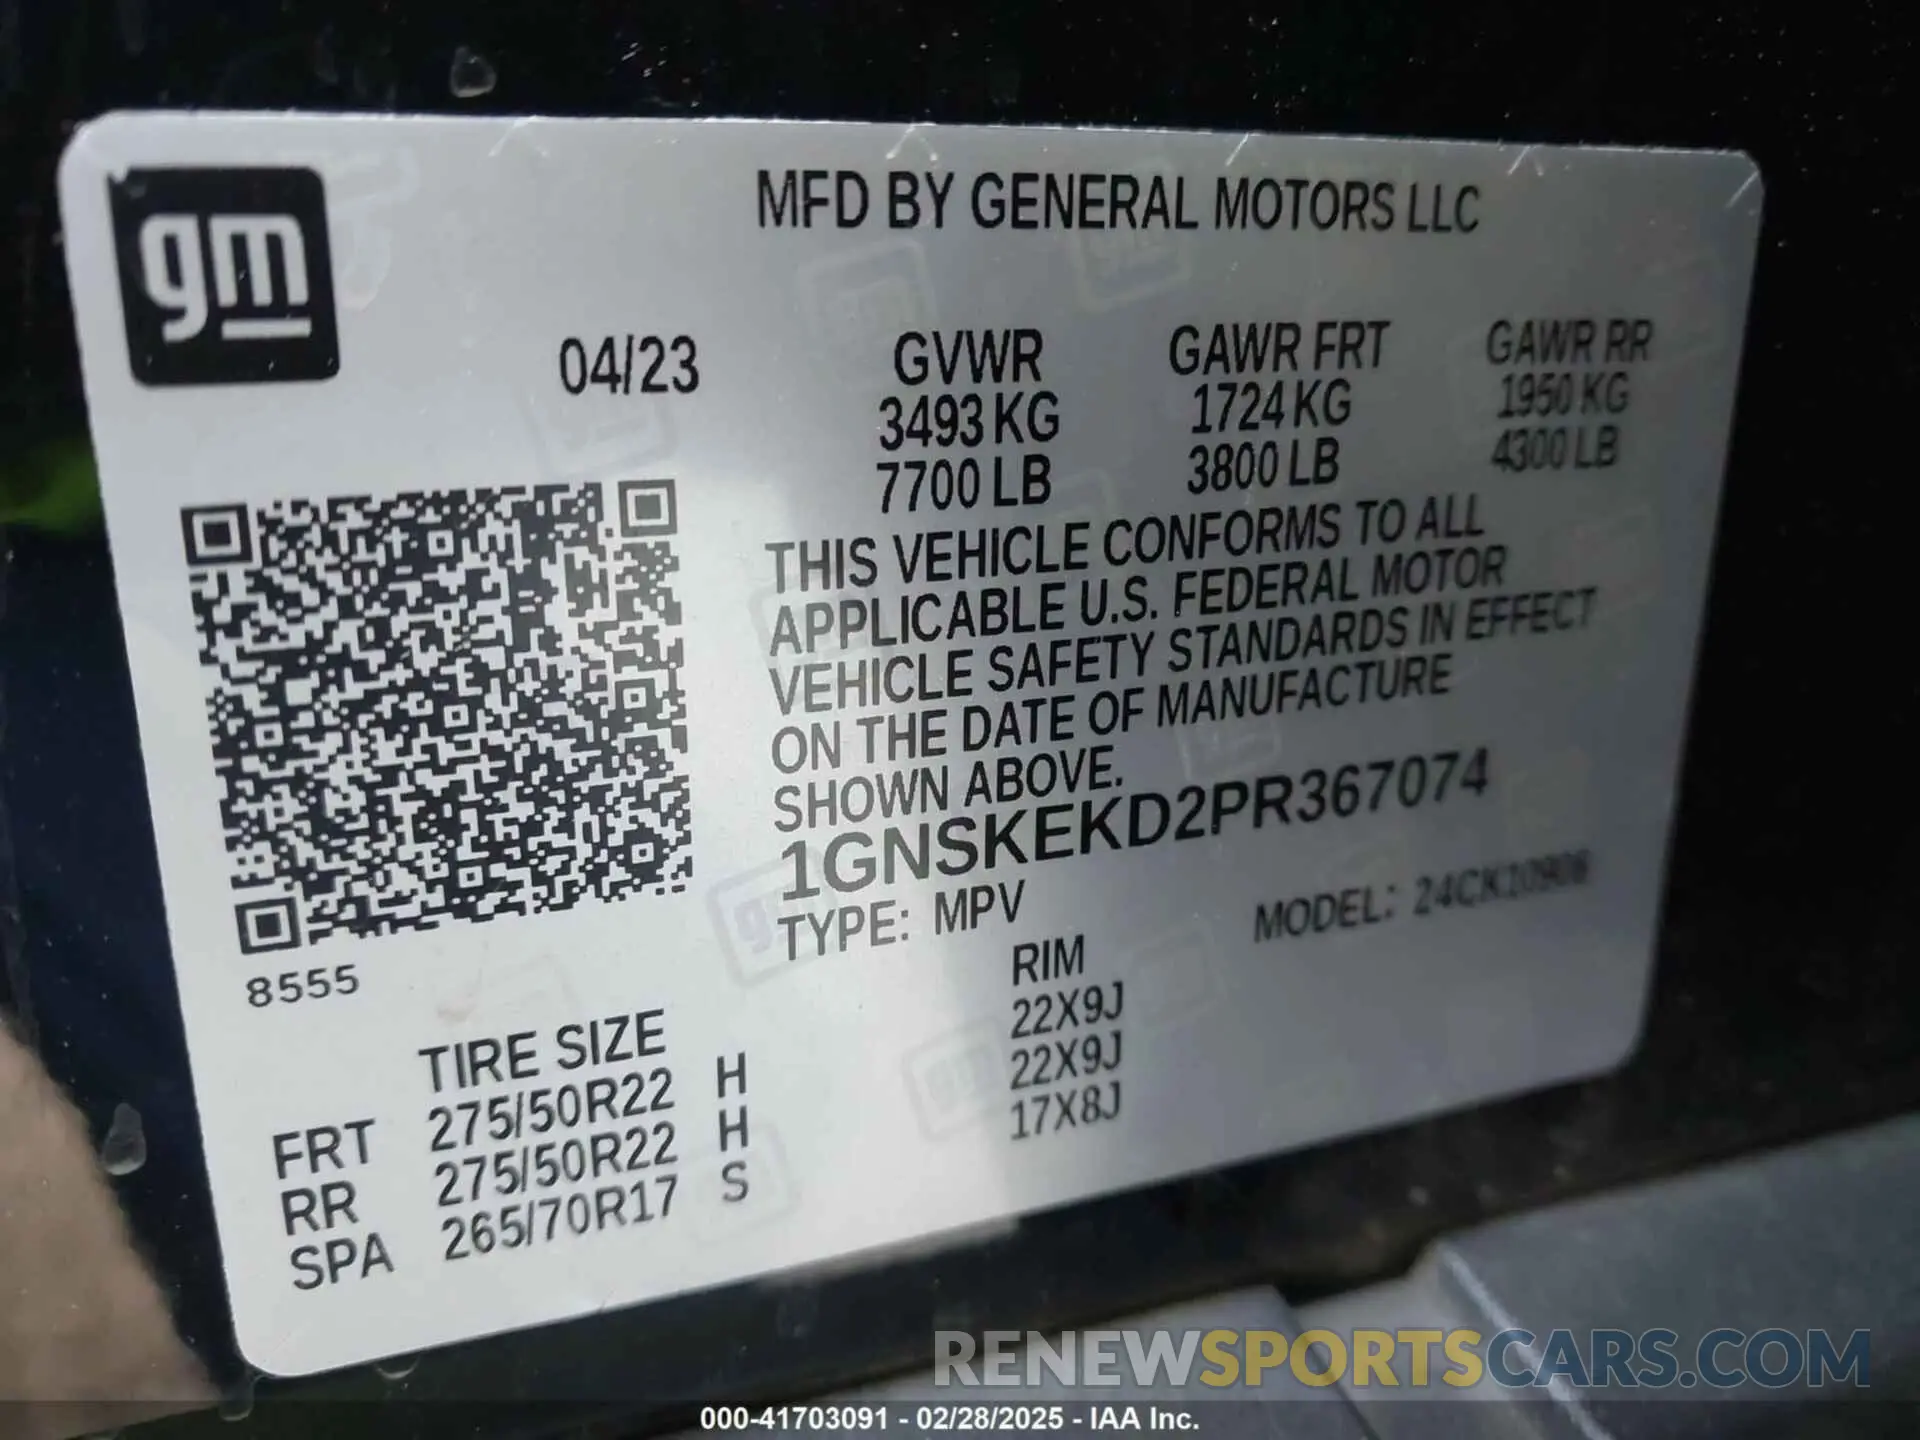 gm
MFD BY GENERAL MOTORS LLC
04/23
GVWR GAWR FRT GAWR RR
3493 KG 1724 KG 1950 KG
7700 LB 3800 LB 4300 LB
THIS VEHICLE CONFORMS TO ALL
APPLICABLE U.S. FEDERAL MOTOR
VEHICLE SAFETY STANDARDS IN EFFECT
ON THE DATE OF MANUFACTURE
SHOWN ABOVE.
1GNSKEKD2PR367074
TYPE: MPV MODEL: 24CK10906
8555
TIRE SIZE RIM
FRT 275/50R22 H 22X9J
RR 275/50R22 H 22X9J
SPA 265/70R17 S 17X8J
RENEWSPORTSCARS.COM
000-41703091 - 02/28/2025 - IAA Inc.